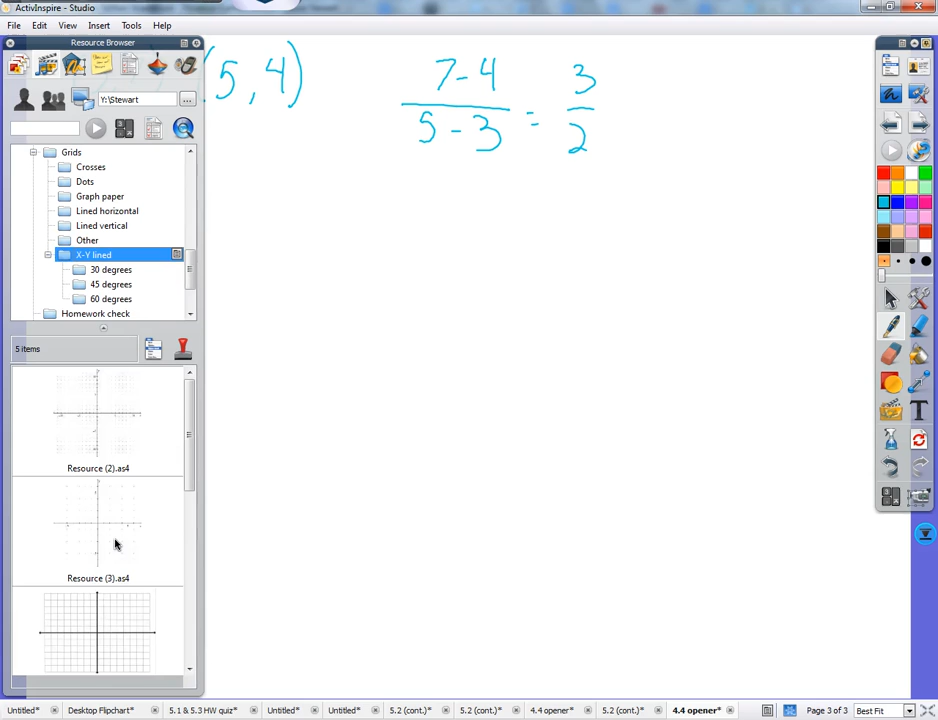 ActivInspire - Studio
File Edit View Insert Tools Help
Resource Browser
Y:\Stewart
...
Grids
Crosses
Dots
Graph paper
Lined horizontal
Lined vertical
Other
X-Y lined
30 degrees
45 degrees
60 degrees
Homework check
5 items
Resource (2).as4
Resource (3).as4
(5,4)
7-4
5-3
=
3
2
T
Untitled* Desktop Flipchart* 5.1 & 5.3 HW quiz* Untitled* Untitled* 5.2 (cont.)* 5.2 (cont.)* 4.4 opener* 5.2 (cont.)* 4.4 opener* Page 3 of 3 Best Fit